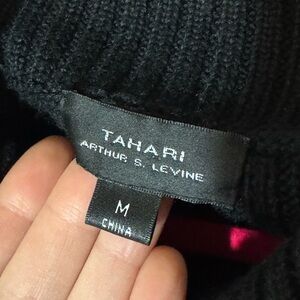 TAHARI
ARTHUR S. LEVINE
M
CHINA